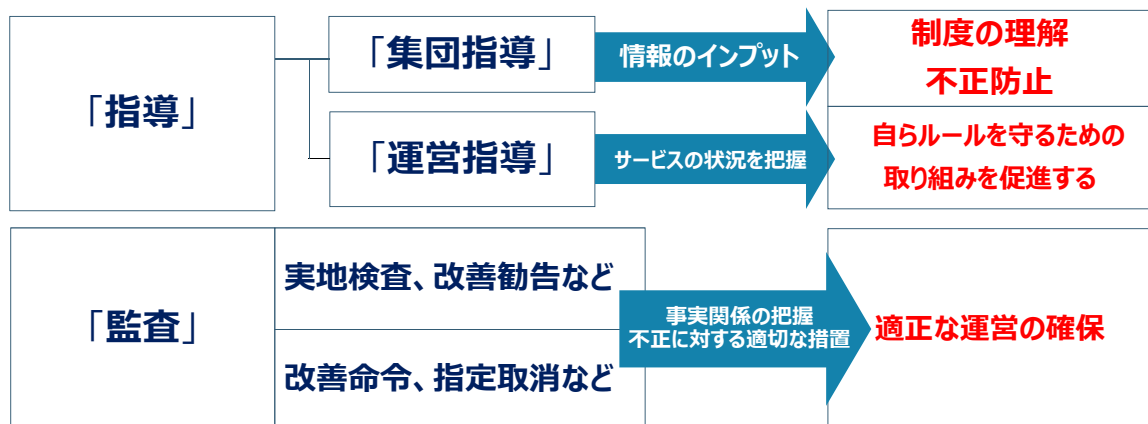 「指導」
「集団指導」
情報のインプット
制度の理解
不正防止
「運営指導」
サービスの状況を把握
自らルールを守るための
取り組みを促進する
「監査」
実地検査、改善勧告など
改善命令、指定取消など
事実関係の把握
不正に対する適切な措置
適正な運営の確保